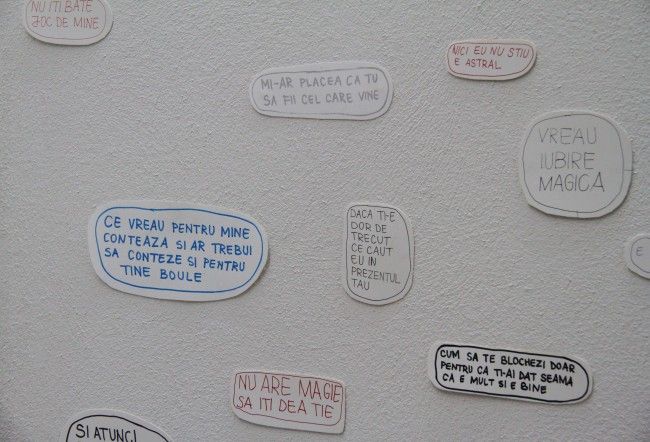 NU ITI BATE
JOC DE MINE
NICI EU NU STIU
E ASTRAL
MI-AR PLACEA CA TU
SA FII CEL CARE VINE
VREAU
IUBIRE
MAGICA
CE VREAU PENTRU MINE
CONTEAZA SI AR TREBUI
SA CONTEZE SI PENTRU
TINE BOULE
DACA TI-E
DOR DE
TRECUT
CE CAUT
EU IN
PREZENTUL
TAU
E
CUM SA TE BLOCHEZI DOAR
PENTRU CA TI-AI DAT SEAMA
CA E MULT SI E BINE
NU ARE MAGIE
SA ITI DEA TIE
SI ATUNCI